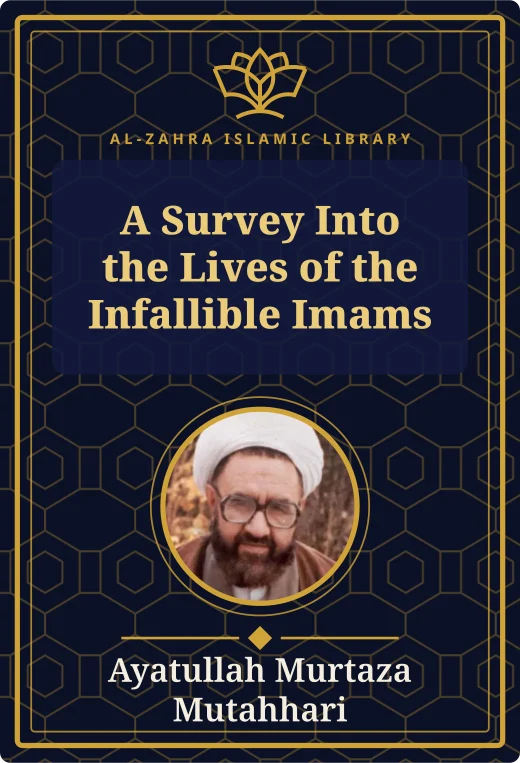 AL-ZAHRA ISLAMIC LIBRARY
A Survey Into
the Lives of the
Infallible Imams
Ayatullah Murtaza
Mutahhari